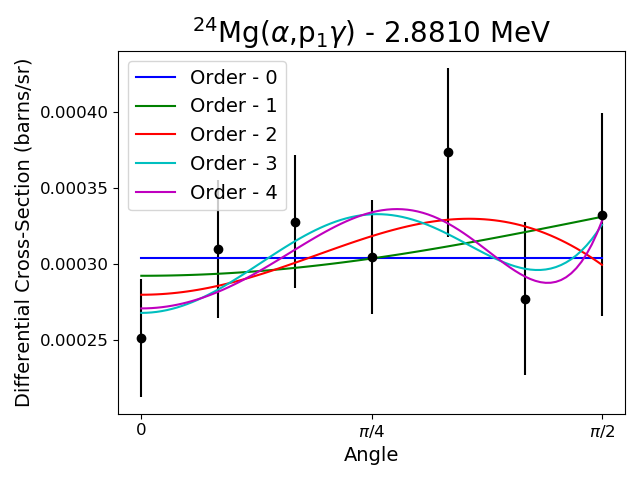 ²⁴Mg(α,p₁γ) - 2.8810 MeV
Differential Cross-Section (barns/sr)
Order - 0
Order - 1
Order - 2
Order - 3
Order - 4
0.00040
0.00035
0.00030
0.00025
0
π/4
π/2
Angle